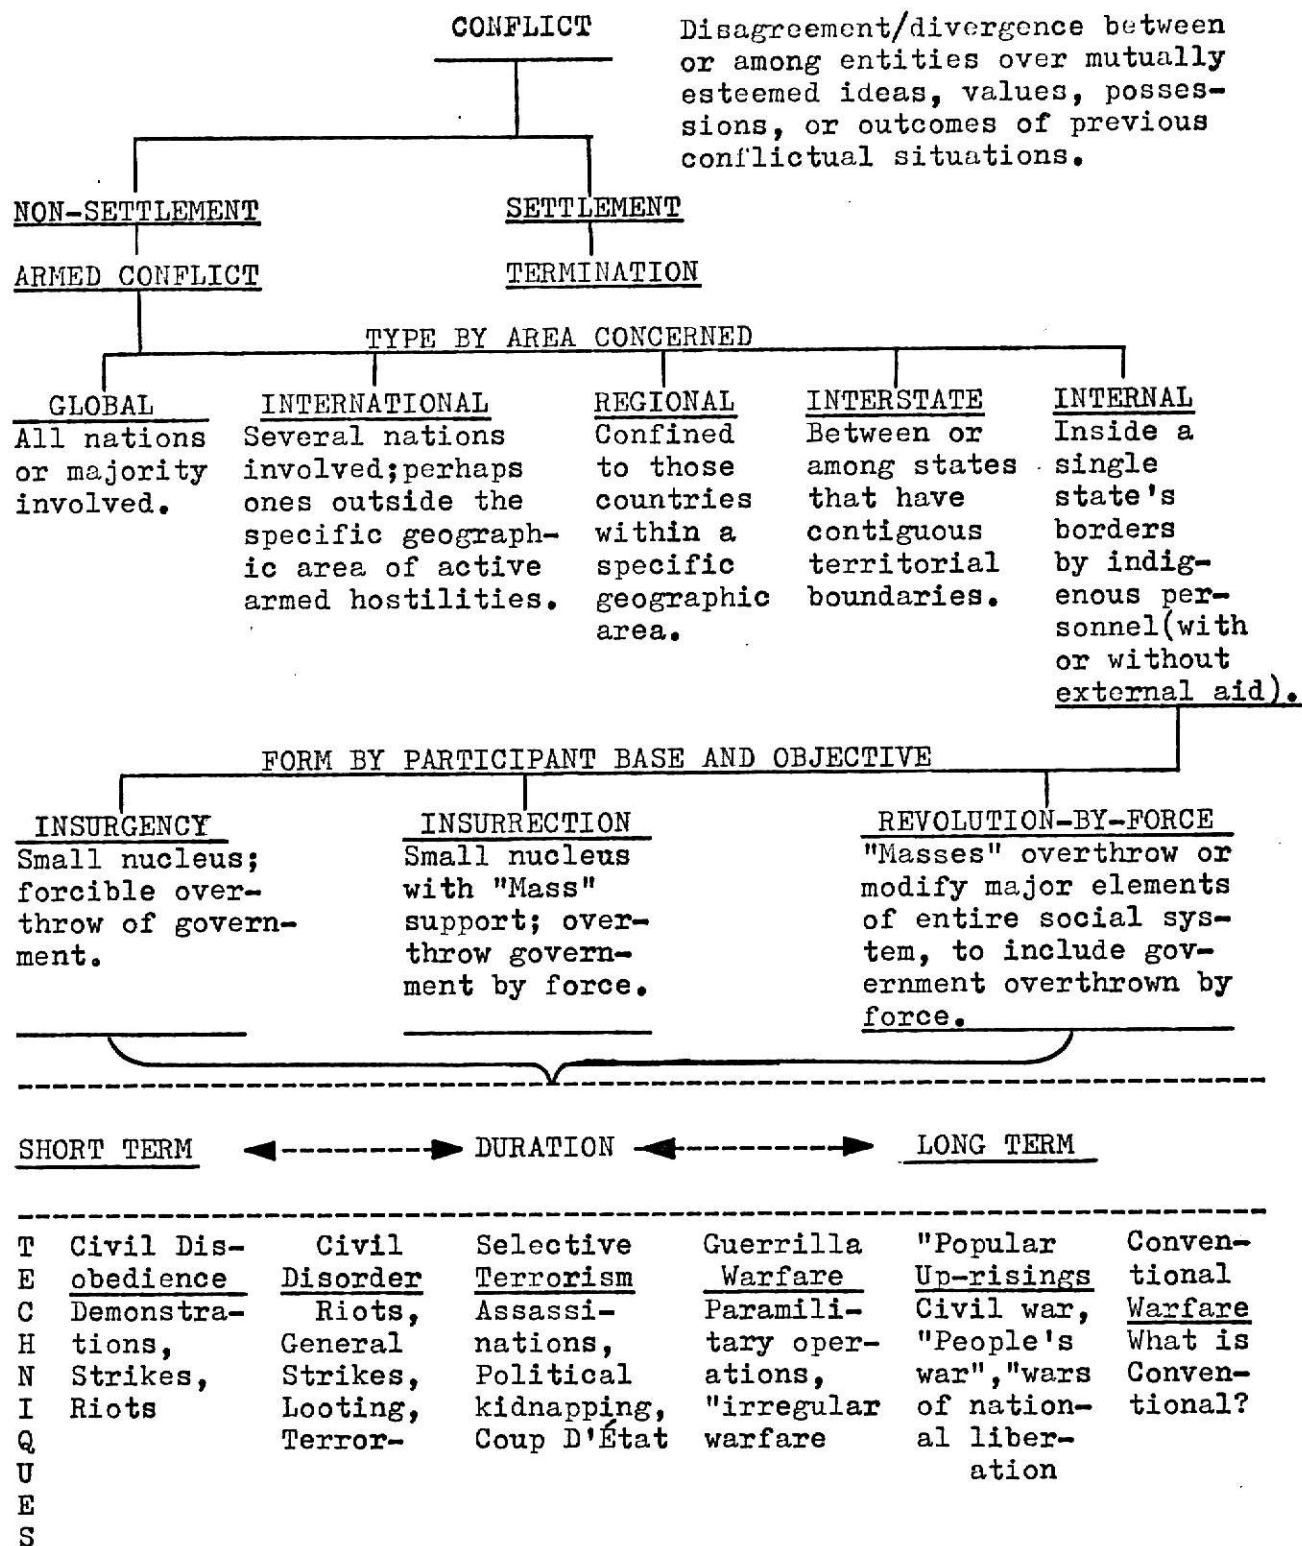 CONFLICT
Disagreement/divergence between
or among entities over mutually
esteemed ideas, values, posses-
sions, or outcomes of previous
conflictual situations.
NON-SETTLEMENT
SETTLEMENT
ARMED CONFLICT
TERMINATION
TYPE BY AREA CONCERNED
GLOBAL
All nations
or majority
involved.
INTERNATIONAL
Several nations
involved;perhaps
ones outside the
specific geograph-
ic area of active
armed hostilities.
REGIONAL
Confined
to those
countries
within a
specific
geographic
area.
INTERSTATE
Between or
among states
that have
contiguous
territorial
boundaries.
INTERNAL
Inside a
single
state's
borders
by indig-
enous per-
sonnel(with
or without
external aid).
FORM BY PARTICIPANT BASE AND OBJECTIVE
INSURGENCY
Small nucleus;
forcible over-
throw of govern-
ment.
INSURRECTION
Small nucleus
with "Mass"
support; over-
throw govern-
ment by force.
REVOLUTION-BY-FORCE
"Masses" overthrow or
modify major elements
of entire social sys-
tem, to include gov-
ernment overthrown by
force.
SHORT TERM
DURATION
LONG TERM
TECHNIQUES
Civil Dis-
obedience
Demonstra-
tions,
Strikes,
Riots
Civil
Disorder
Riots,
General
Strikes,
Looting,
Terror-
Selective
Terrorism
Assassi-
nations,
Political
kidnapping,
Coup D'État
Guerrilla
Warfare
Paramili-
tary oper-
ations,
"irregular
warfare
"Popular
Up-risings
Civil war,
"People's
war","wars
of nation-
al liber-
ation
Conven-
tional
Warfare
What is
Conven-
tional?